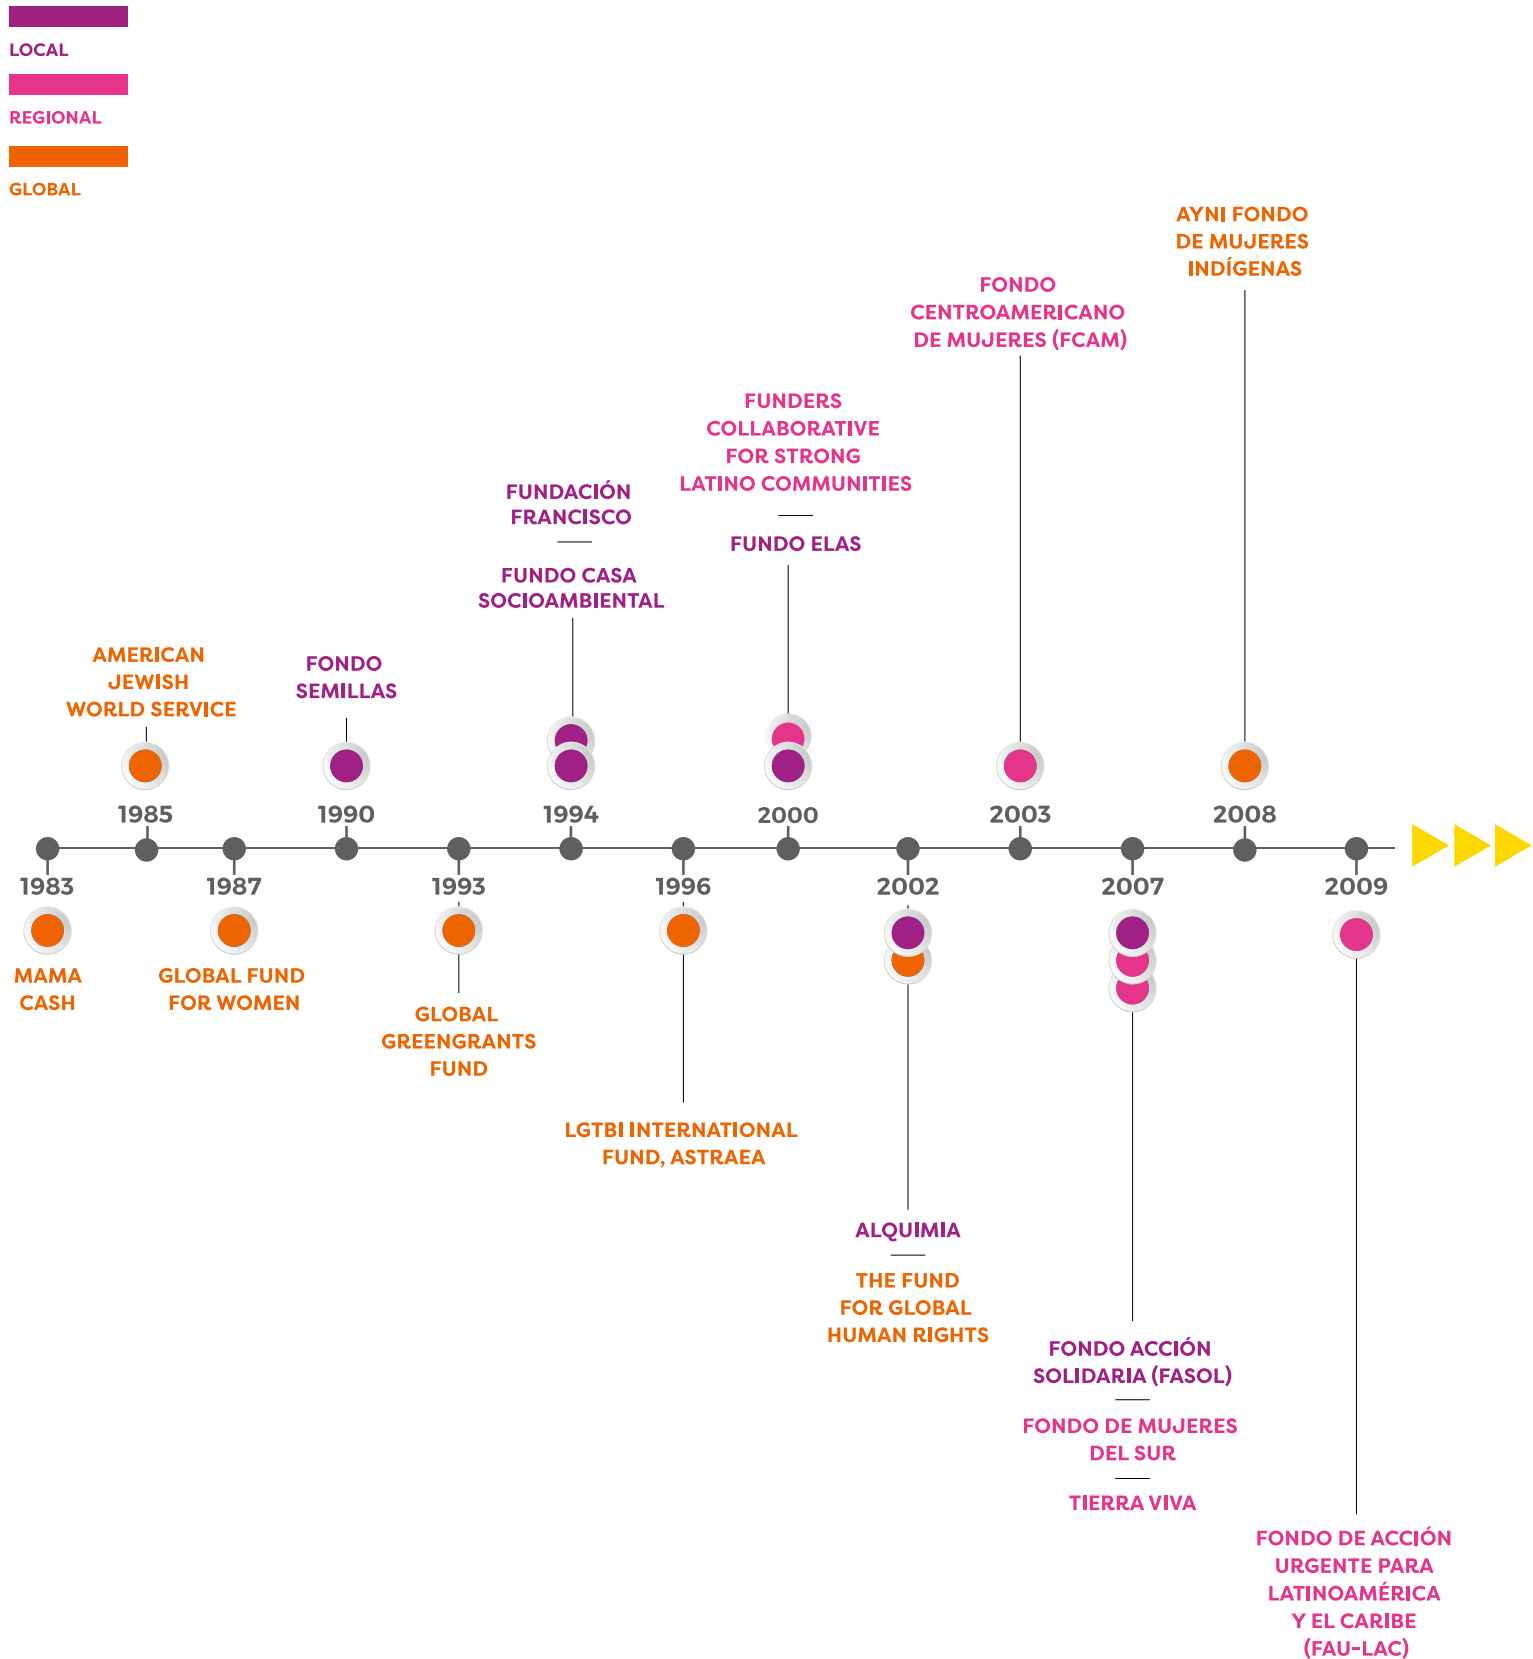 LOCAL
REGIONAL
GLOBAL
AYNI FONDO
DE MUJERES
INDÍGENAS
FONDO
CENTROAMERICANO
DE MUJERES (FCAM)
FUNDERS
COLLABORATIVE
FOR STRONG
LATINO COMMUNITIES
FUNDO ELAS
FUNDACIÓN
FRANCISCO
FUNDO CASA
SOCIOAMBIENTAL
AMERICAN
JEWISH
WORLD SERVICE
FONDO
SEMILLAS
1985
1990
1994
2000
2003
2008
1983
1987
1993
1996
2002
2007
2009
MAMA
CASH
GLOBAL FUND
FOR WOMEN
GLOBAL
GREENGRANTS
FUND
LGTBI INTERNATIONAL
FUND, ASTRAEA
ALQUIMIA
THE FUND
FOR GLOBAL
HUMAN RIGHTS
FONDO ACCIÓN
SOLIDARIA (FASOL)
FONDO DE MUJERES
DEL SUR
TIERRA VIVA
FONDO DE ACCIÓN
URGENTE PARA
LATINOAMÉRICA
Y EL CARIBE
(FAU-LAC)